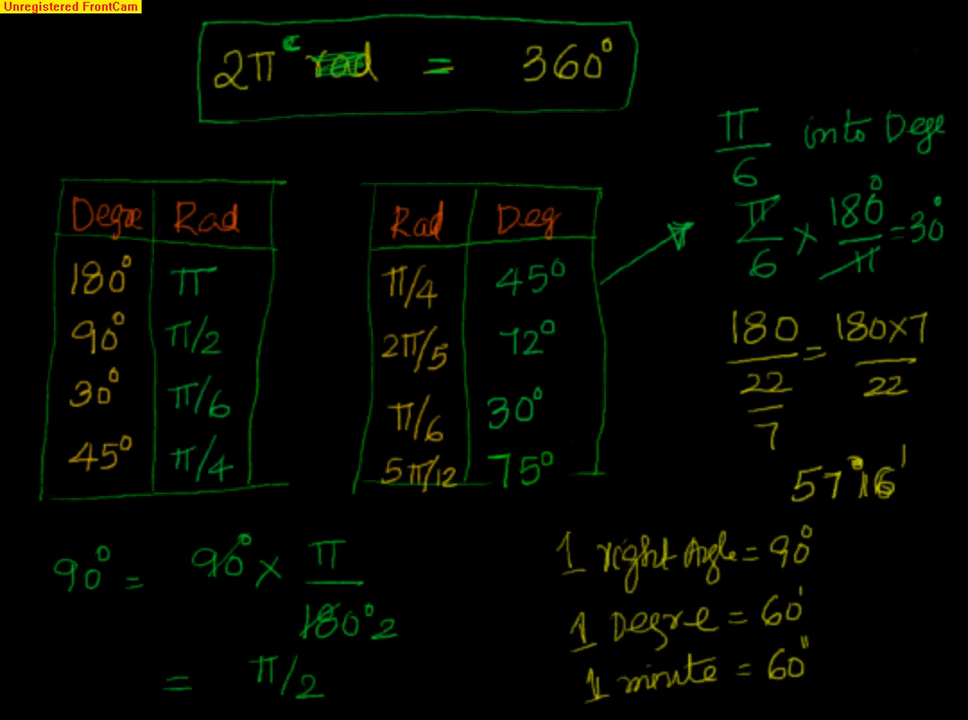 Unregistered FrontCam
2π^c rad = 360°
Degre Rad
180° π
90° π/2
30° π/6
45° π/4
Rad Deg
π/4 45°
2π/5 72°
π/6 30°
5π/12 75°
π/6 into Dege
π/6 × 180°/π = 30°
180/(22/7) = 180×7/22
57°16'
90° = 90° × π/180° 2
= π/2
1 right Angle = 90°
1 Degree = 60'
1 minute = 60"